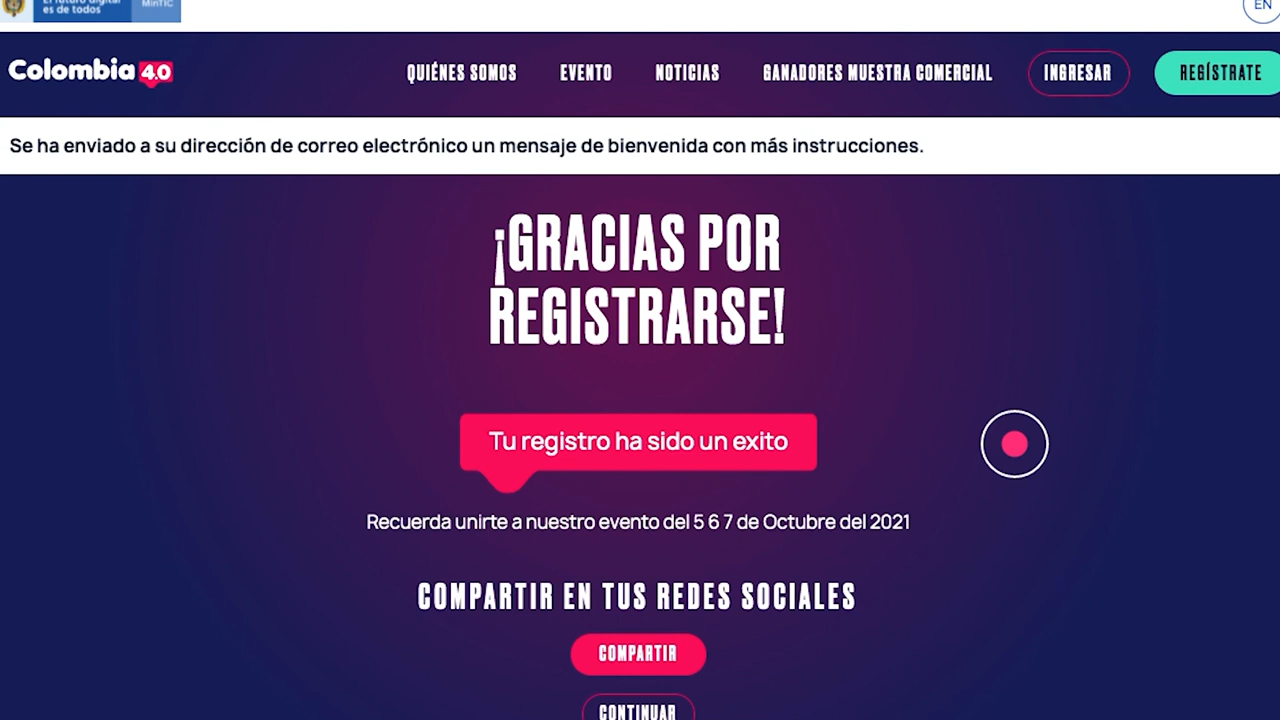 El futuro digital
es de todos
MinTIC
EN
Colombia 4.0
QUIÉNES SOMOS
EVENTO
NOTICIAS
GANADORES MUESTRA COMERCIAL
INGRESAR
REGÍSTRATE
Se ha enviado a su dirección de correo electrónico un mensaje de bienvenida con más instrucciones.
¡GRACIAS POR
REGISTRARSE!
Tu registro ha sido un exito
Recuerda unirte a nuestro evento del 5 6 7 de Octubre del 2021
COMPARTIR EN TUS REDES SOCIALES
COMPARTIR
CONTINUAR